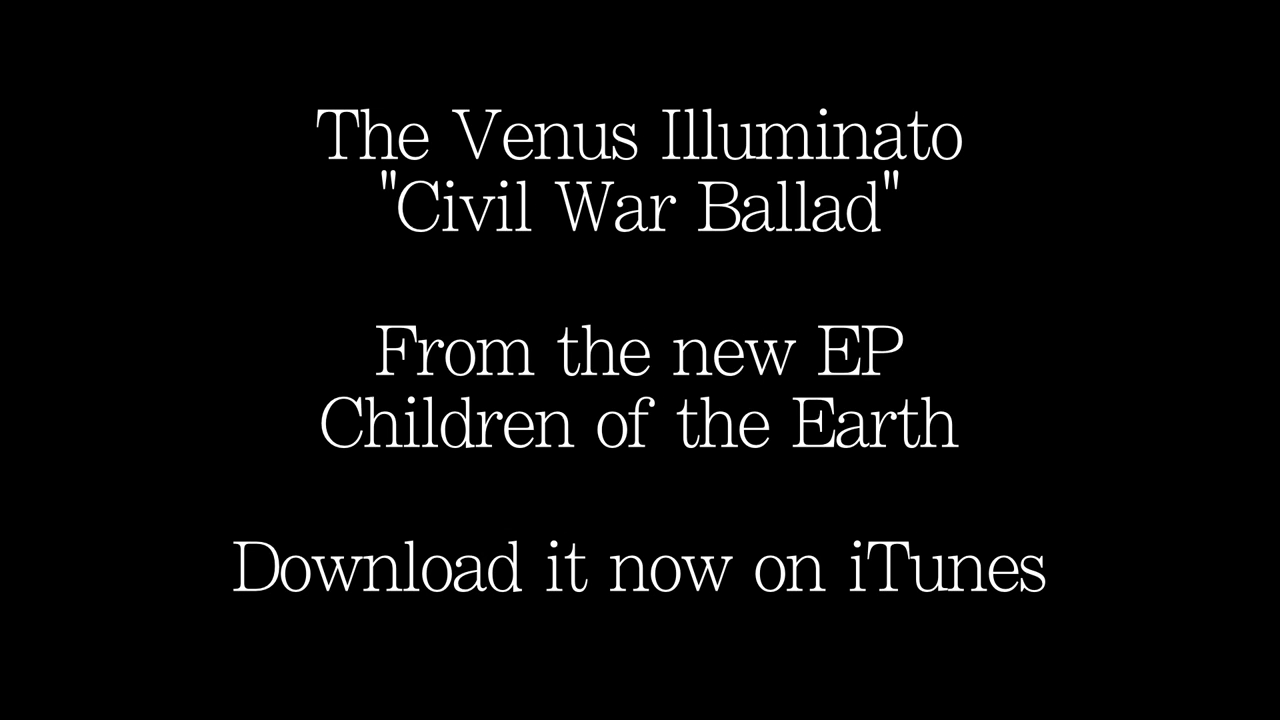 The Venus Illuminato
"Civil War Ballad"
From the new EP
Children of the Earth
Download it now on iTunes